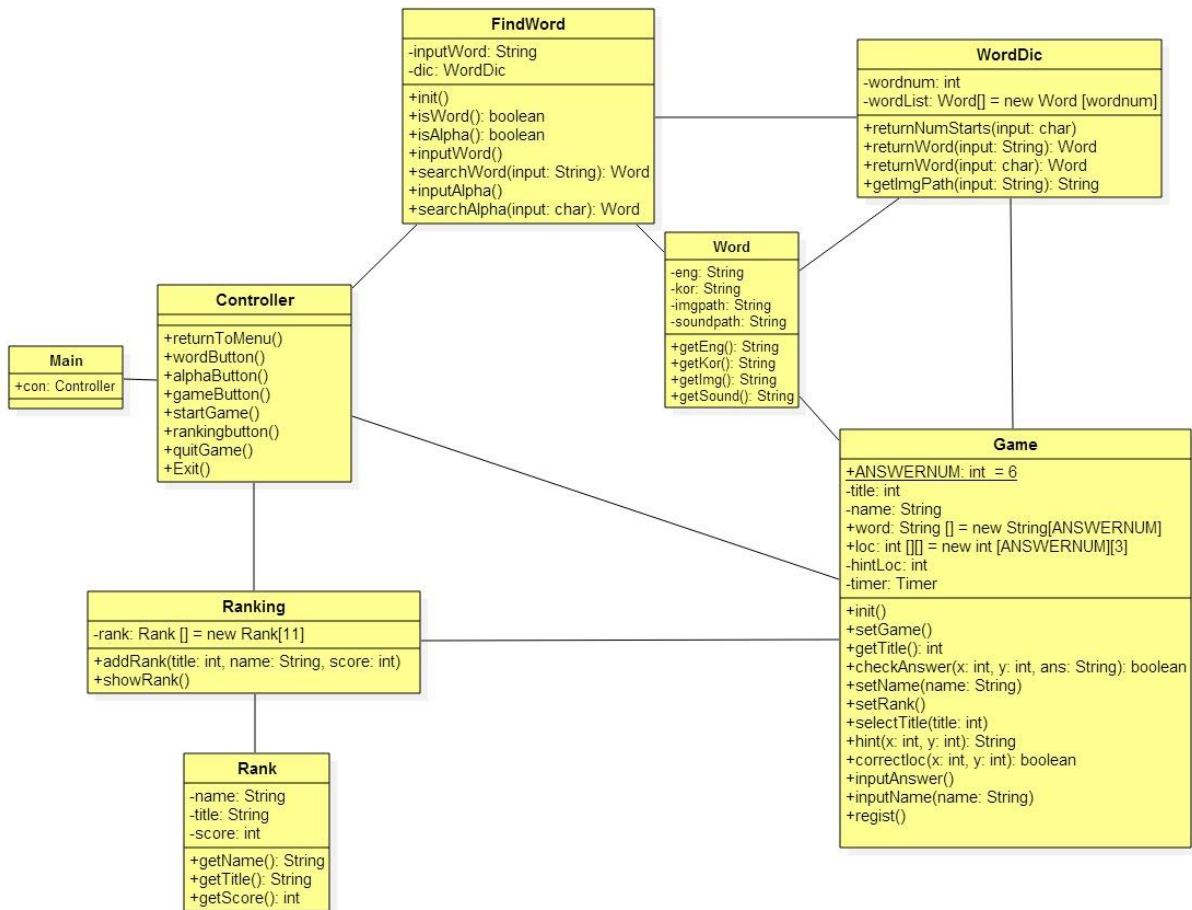 FindWord
-inputWord: String
-dic: WordDic
+init()
+isWord(): boolean
+isAlpha(): boolean
+inputWord()
+searchWord(input: String): Word
+inputAlpha()
+searchAlpha(input: char): Word
WordDic
-wordnum: int
-wordList: Word[] = new Word [wordnum]
+returnNumStarts(input: char)
+returnWord(input: String): Word
+returnWord(input: char): Word
+getImgPath(input: String): String
Word
-eng: String
-kor: String
-imgpath: String
-soundpath: String
+getEng(): String
+getKor(): String
+getImg(): String
+getSound(): String
Controller
+returnToMenu()
+wordButton()
+alphaButton()
+gameButton()
+startGame()
+rankingbutton()
+quitGame()
+Exit()
Main
+con: Controller
Game
+ANSWERNUM: int = 6
-title: int
-name: String
+word: String [] = new String[ANSWERNUM]
+loc: int [][] = new int [ANSWERNUM][3]
-hintLoc: int
-timer: Timer
+init()
+setGame()
+getTitle(): int
+checkAnswer(x: int, y: int, ans: String): boolean
+setName(name: String)
+setRank()
+selectTitle(title: int)
+hint(x: int, y: int): String
+correctloc(x: int, y: int): boolean
+inputAnswer()
+inputName(name: String)
+regist()
Ranking
-rank: Rank [] = new Rank[11]
+addRank(title: int, name: String, score: int)
+showRank()
Rank
-name: String
-title: String
-score: int
+getName(): String
+getTitle(): String
+getScore(): int